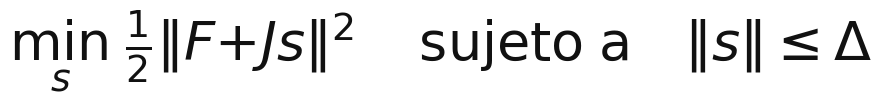 min_s ½‖F+Js‖² sujeto a ‖s‖ ≤ Δ